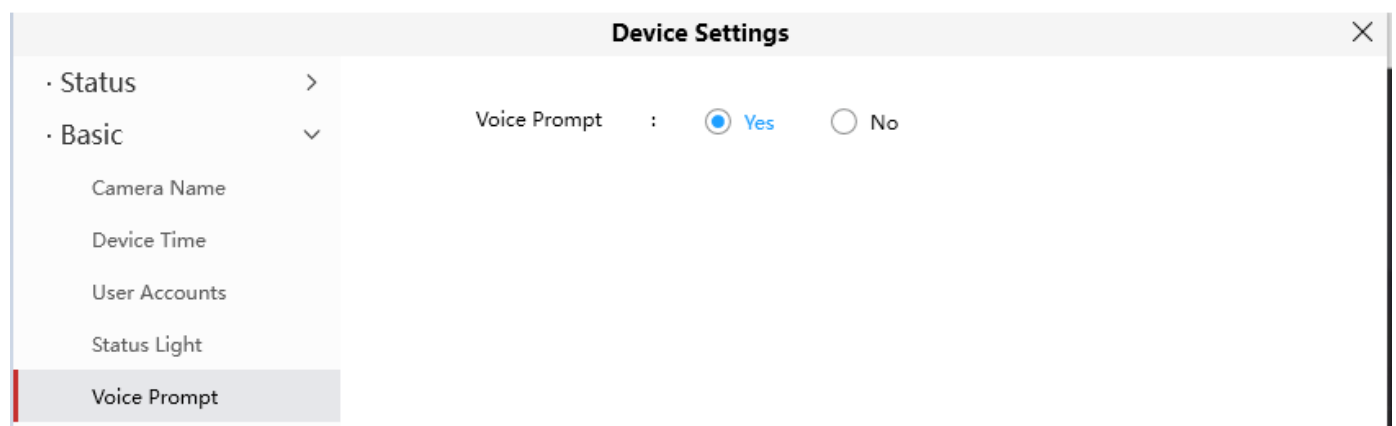 Device Settings
· Status
· Basic
Camera Name
Device Time
User Accounts
Status Light
Voice Prompt
Voice Prompt : Yes No